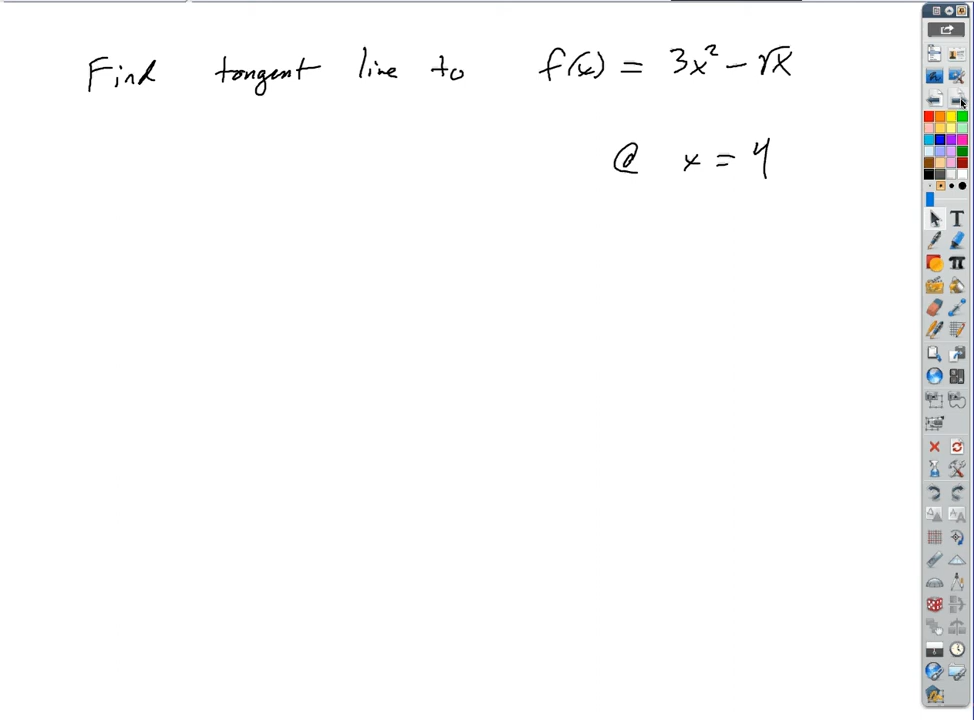 Find tangent line to f(x) = 3x² - √x
@ x = 4